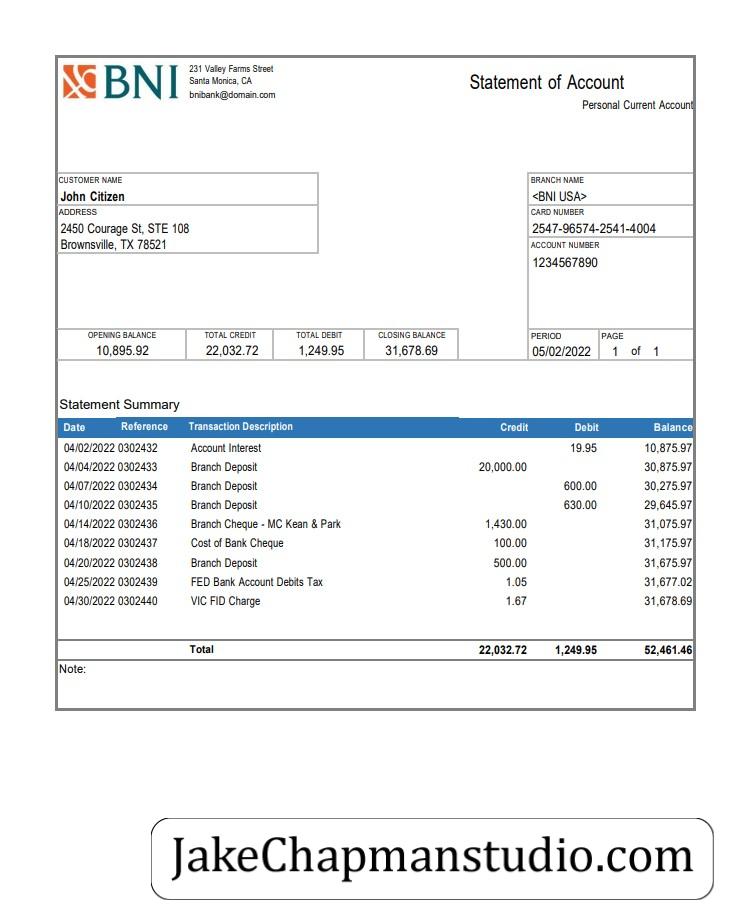 BNI
231 Valley Farms Street
Santa Monica, CA
bnibank@domain.com
Statement of Account
Personal Current Account
CUSTOMER NAME
John Citizen
ADDRESS
2450 Courage St, STE 108
Brownsville, TX 78521
BRANCH NAME
<BNI USA>
CARD NUMBER
2547-96574-2541-4004
ACCOUNT NUMBER
1234567890
OPENING BALANCE TOTAL CREDIT TOTAL DEBIT CLOSING BALANCE PERIOD PAGE
10,895.92 22,032.72 1,249.95 31,678.69 05/02/2022 1 of 1
Statement Summary
Date Reference Transaction Description Credit Debit Balance
04/02/2022 0302432 Account Interest 19.95 10,875.97
04/04/2022 0302433 Branch Deposit 20,000.00 30,875.97
04/07/2022 0302434 Branch Deposit 600.00 30,275.97
04/10/2022 0302435 Branch Deposit 630.00 29,645.97
04/14/2022 0302436 Branch Cheque - MC Kean & Park 1,430.00 31,075.97
04/18/2022 0302437 Cost of Bank Cheque 100.00 31,175.97
04/20/2022 0302438 Branch Deposit 500.00 31,675.97
04/25/2022 0302439 FED Bank Account Debits Tax 1.05 31,677.02
04/30/2022 0302440 VIC FID Charge 1.67 31,678.69
Total 22,032.72 1,249.95 52,461.46
Note:
JakeChapmanstudio.com